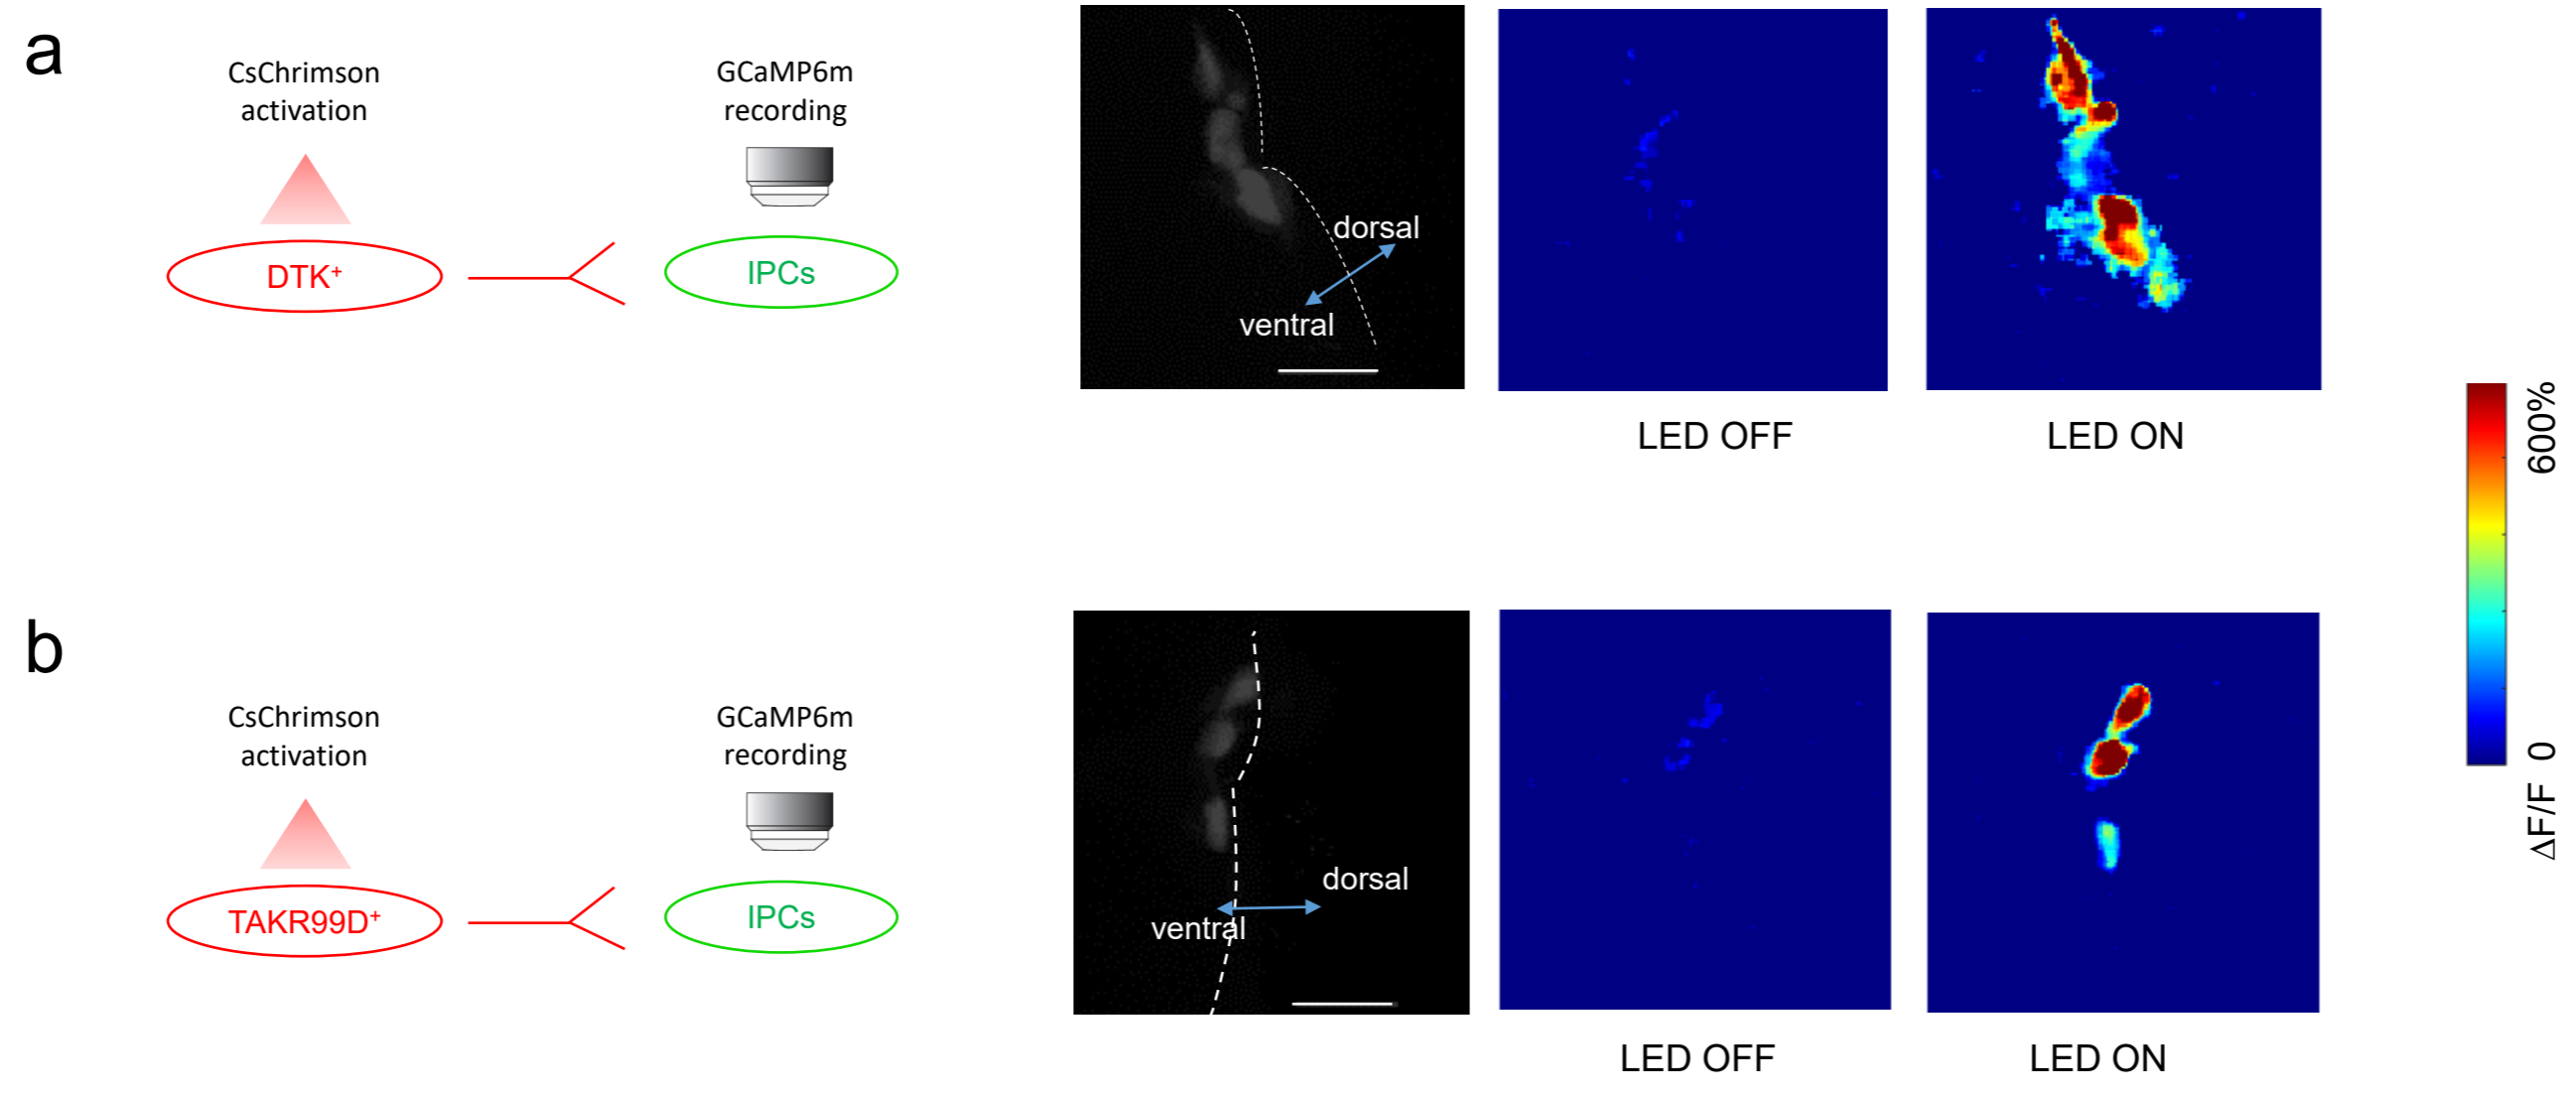 a
CsChrimson
activation
GCaMP6m
recording
DTK⁺
IPCs
dorsal
ventral
LED OFF
LED ON
600%
0
ΔF/F
b
CsChrimson
activation
GCaMP6m
recording
TAKR99D⁺
IPCs
dorsal
ventral
LED OFF
LED ON